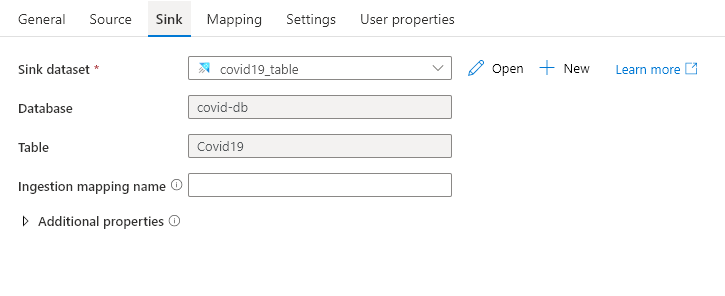 General Source Sink Mapping Settings User properties
Sink dataset * covid19_table Open New Learn more
Database covid-db
Table Covid19
Ingestion mapping name
Additional properties